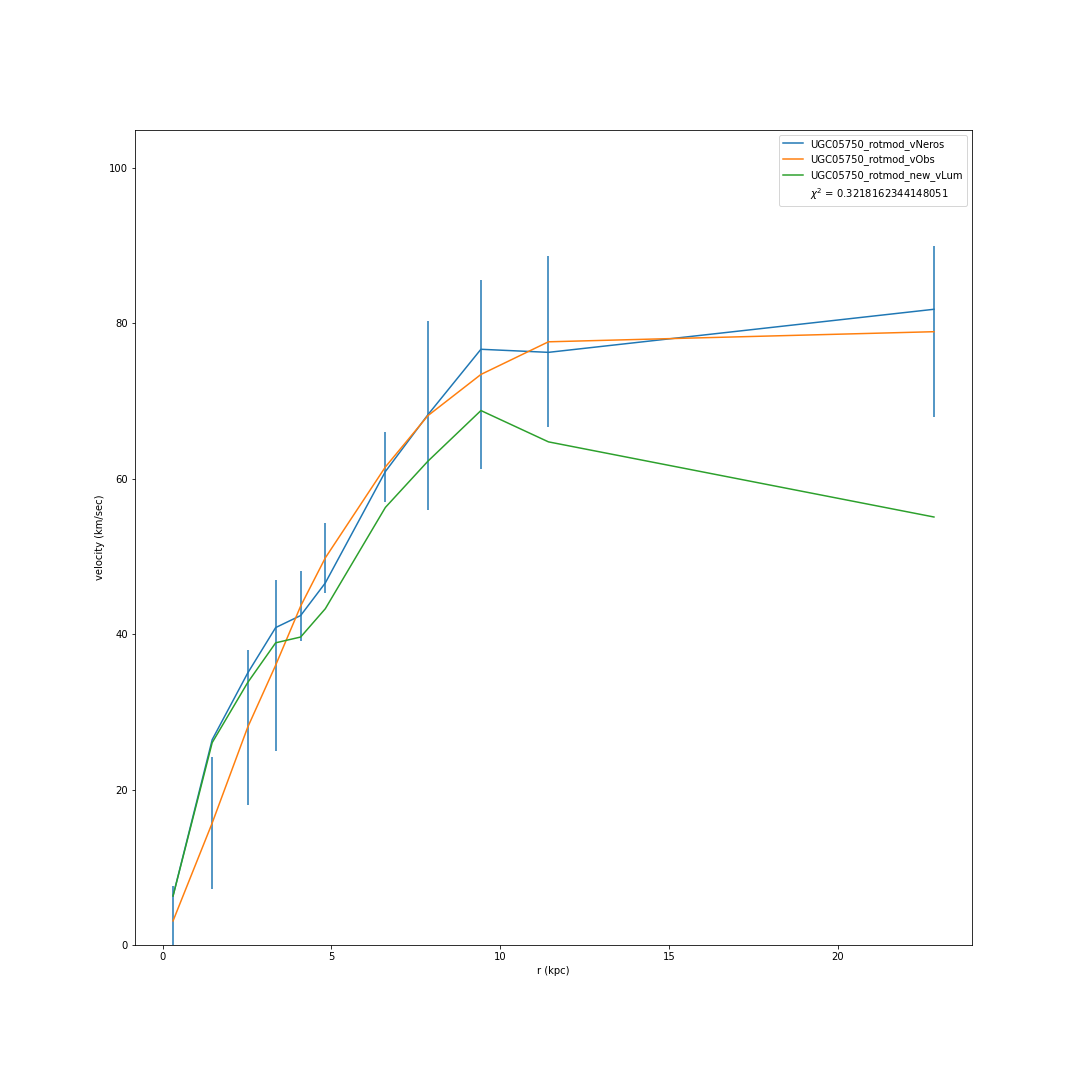 UGC05750_rotmod_vNeros
UGC05750_rotmod_vObs
UGC05750_rotmod_new_vLum
χ² = 0.3218162344148051
100
80
60
40
20
0
velocity (km/sec)
0 5 10 15 20
r (kpc)